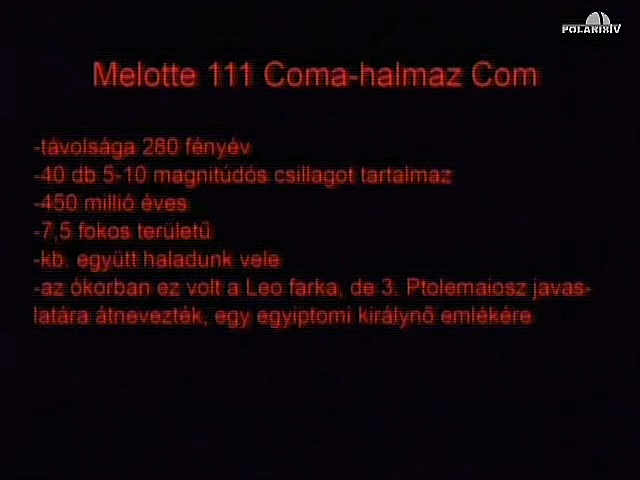 POLARIXIV
Melotte 111 Coma-halmaz Com
-távolsága 280 fényév
-40 db 5-10 magnitúdós csillagot tartalmaz
-450 millió éves
-7,5 fokos területű
-kb. együtt haladunk vele
-az ókorban ez volt a Leo farka, de 3. Ptolemaiosz javas-
latára átnevezték, egy egyiptomi királynő emlékére